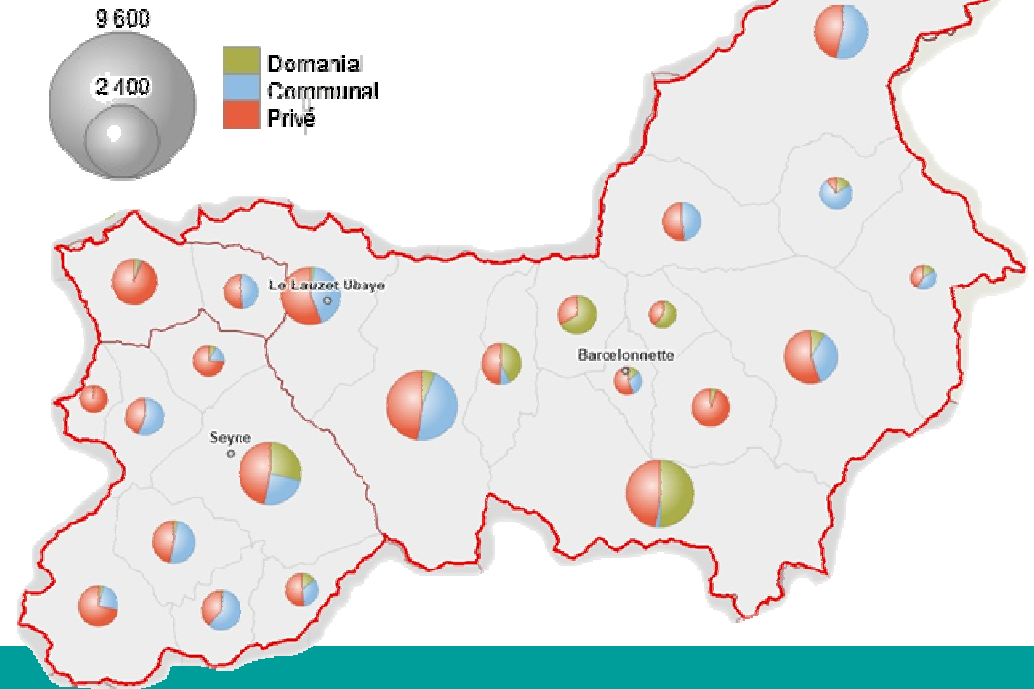 9 600
2 400
Domanial
Communal
Privé
Le Lauzet Ubaye
Barcelonnette
Seyne